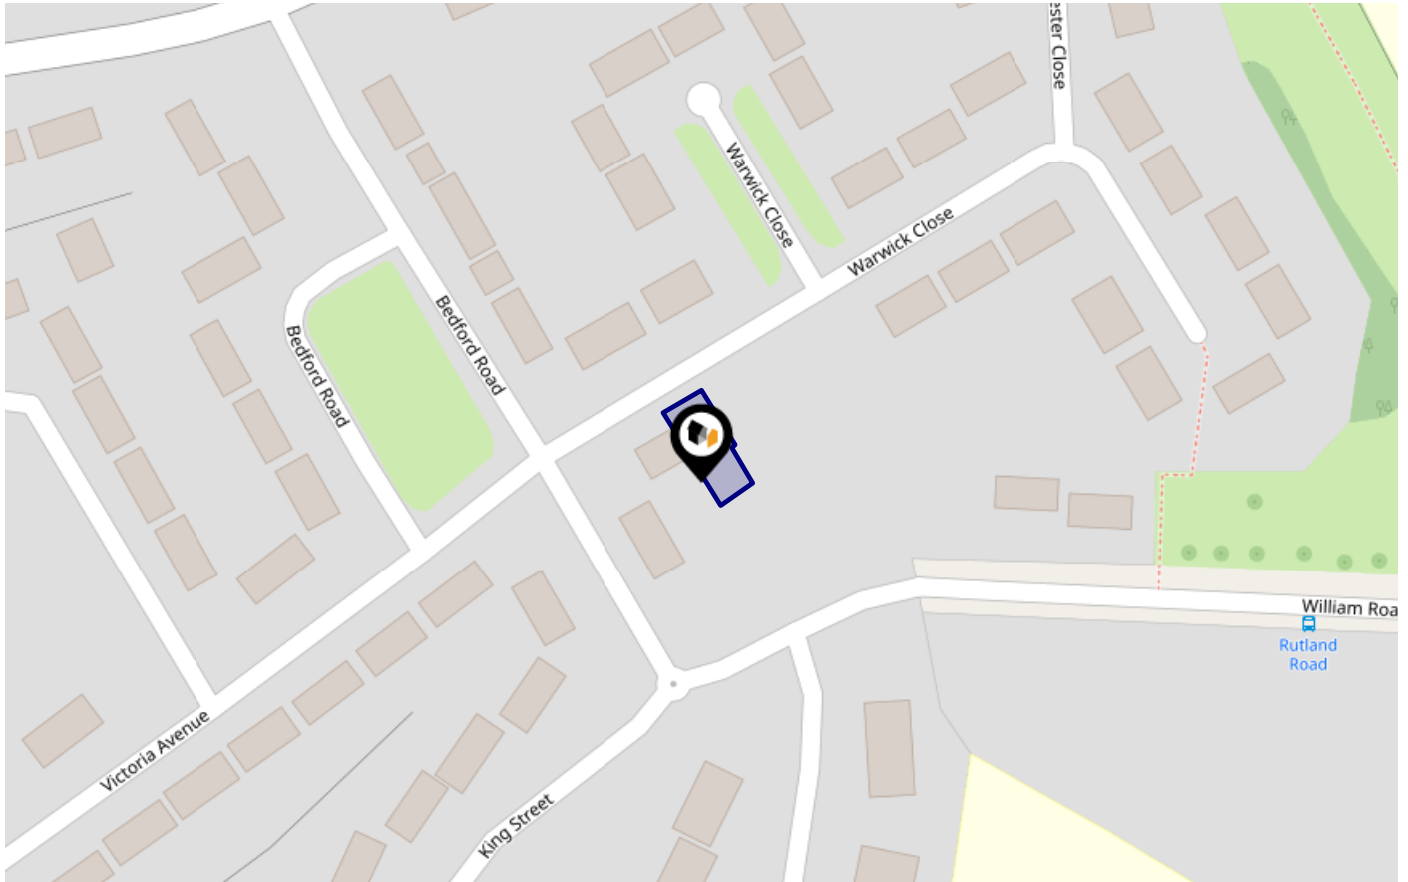 ester Close
Warwick Close
Warwick Close
Bedford Road
Bedford Road
William Roa
Rutland
Road
Victoria Avenue
King Street